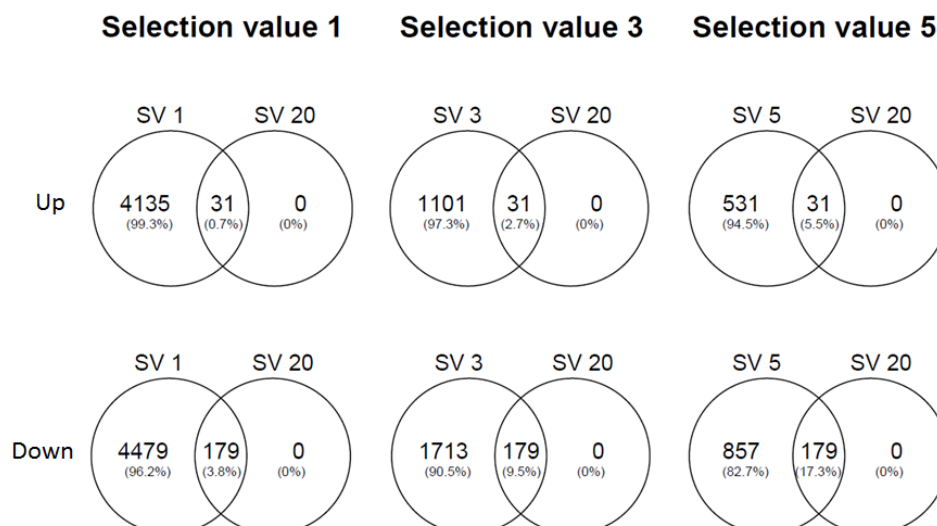 Selection value 1 Selection value 3 Selection value 5
SV 1 SV 20 SV 3 SV 20 SV 5 SV 20
Up 4135 31 0 1101 31 0 531 31 0
(99.3%) (0.7%) (0%) (97.3%) (2.7%) (0%) (94.5%) (5.5%) (0%)
SV 1 SV 20 SV 3 SV 20 SV 5 SV 20
Down 4479 179 0 1713 179 0 857 179 0
(96.2%) (3.8%) (0%) (90.5%) (9.5%) (0%) (82.7%) (17.3%) (0%)